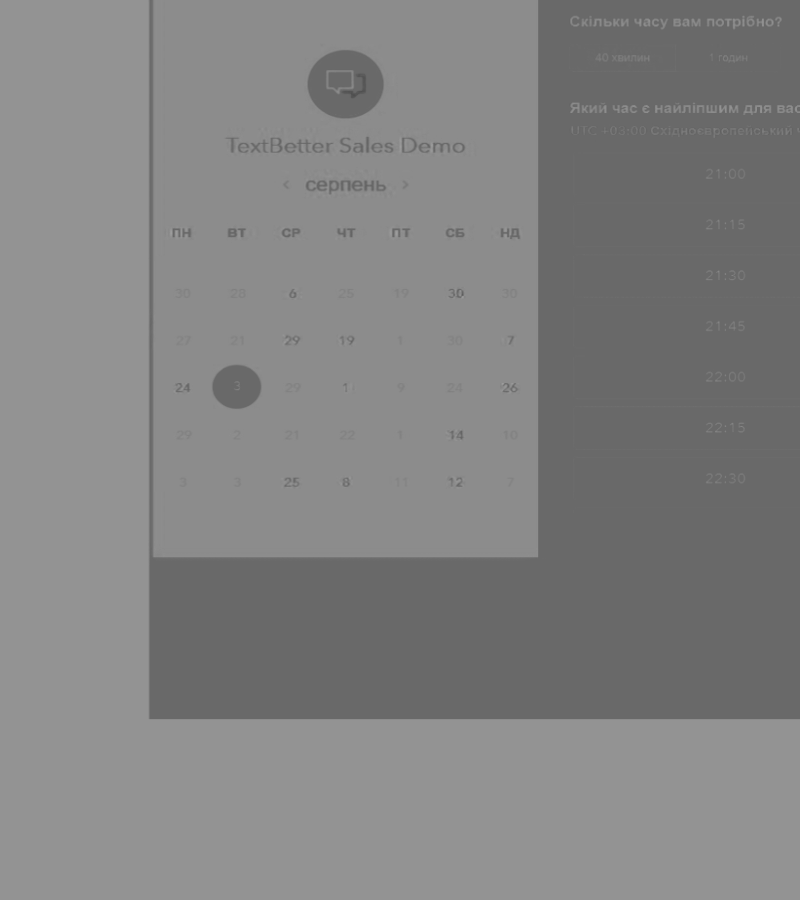 TextBetter Sales Demo
‹ серпень ›
ПН ВТ СР ЧТ ПТ СБ НД
30 28 6 25 19 30 30
27 21 29 19 1 30 7
24 3 29 1 9 24 26
29 2 21 22 1 14 10
3 3 25 8 11 12 7
Скільки часу вам потрібно?
40 хвилин 1 годин
Який час є найліпшим для вас
UTC +03:00 Східноєвропейський ч
21:00
21:15
21:30
21:45
22:00
22:15
22:30